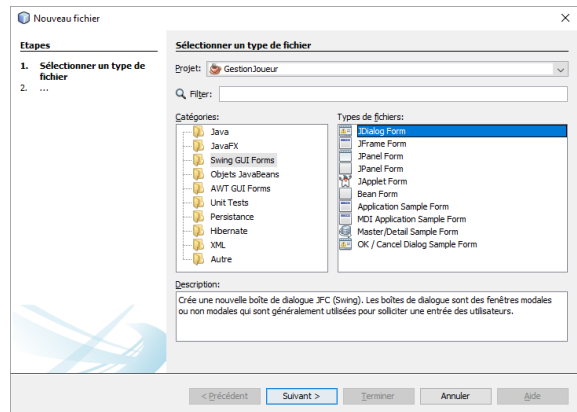 Nouveau fichier
Etapes
1. Sélectionner un type de
fichier
2. ...
Sélectionner un type de fichier
Projet: GestionJoueur
Filter:
Catégories:
Java
JavaFX
Swing GUI Forms
Objets JavaBeans
AWT GUI Forms
Unit Tests
Persistance
Hibernate
XML
Autre
Types de fichiers:
JDialog Form
JFrame Form
JPanel Form
JPanel Form
JApplet Form
Bean Form
Application Sample Form
MDI Application Sample Form
Master/Detail Sample Form
OK / Cancel Dialog Sample Form
Description:
Crée une nouvelle boîte de dialogue JFC (Swing). Les boîtes de dialogue sont des fenêtres modales
ou non modales qui sont généralement utilisées pour solliciter une entrée des utilisateurs.
< Précédent Suivant > Terminer Annuler Aide